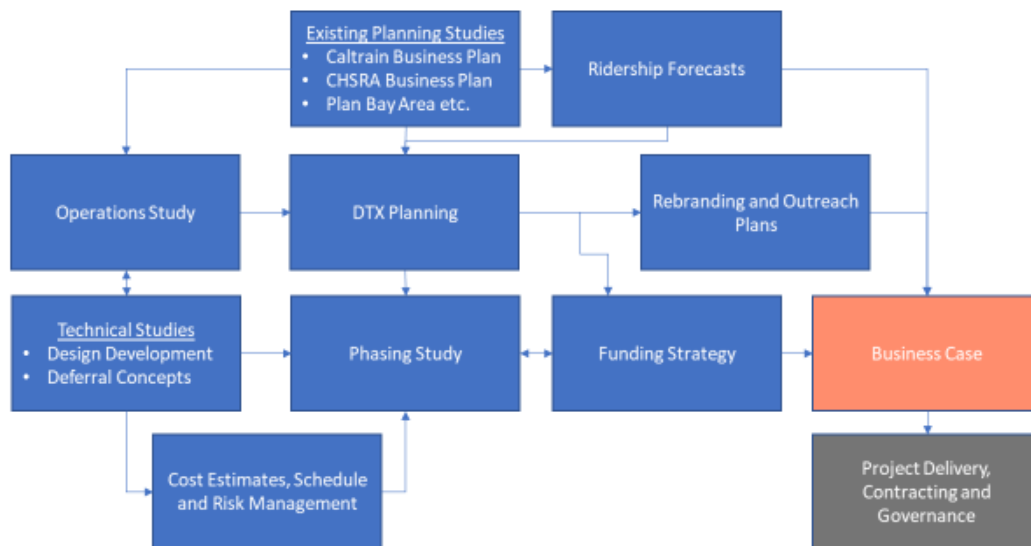 Existing Planning Studies
• Caltrain Business Plan
• CHSRA Business Plan
• Plan Bay Area etc.
Ridership Forecasts
Operations Study
DTX Planning
Rebranding and Outreach
Plans
Technical Studies
• Design Development
• Deferral Concepts
Phasing Study
Funding Strategy
Business Case
Cost Estimates, Schedule
and Risk Management
Project Delivery,
Contracting and
Governance